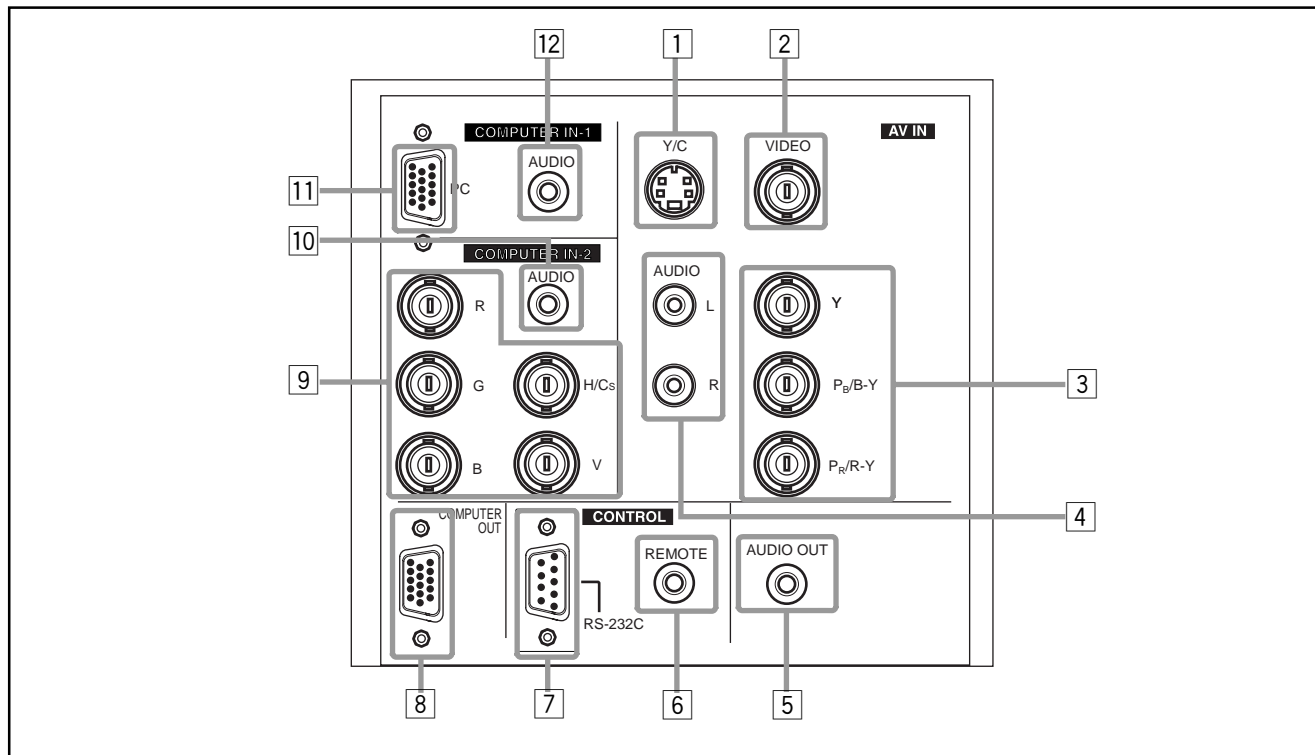 12 1 2
COMPUTER IN-1
AV IN
Y/C
VIDEO
AUDIO
11
PC
10
COMPUTER IN-2
AUDIO
AUDIO
R
L
Y
9
G
H/Cs
R
PB/B-Y
3
B
V
PR/R-Y
4
COMPUTER
OUT
CONTROL
REMOTE
AUDIO OUT
RS-232C
8 7 6 5